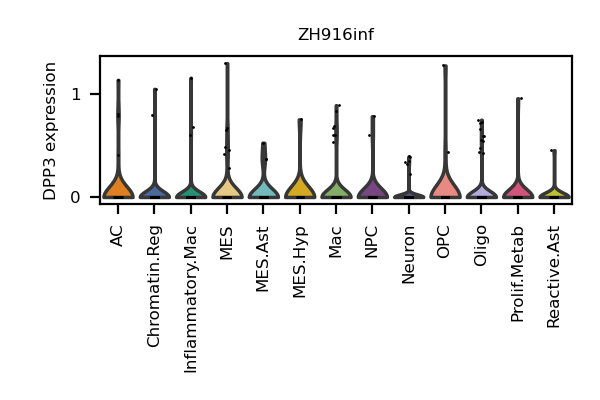 ZH916inf
DPP3 expression
1
0
AC
Chromatin.Reg
Inflammatory.Mac
MES
MES.Ast
MES.Hyp
Mac
NPC
Neuron
OPC
Oligo
Prolif.Metab
Reactive.Ast